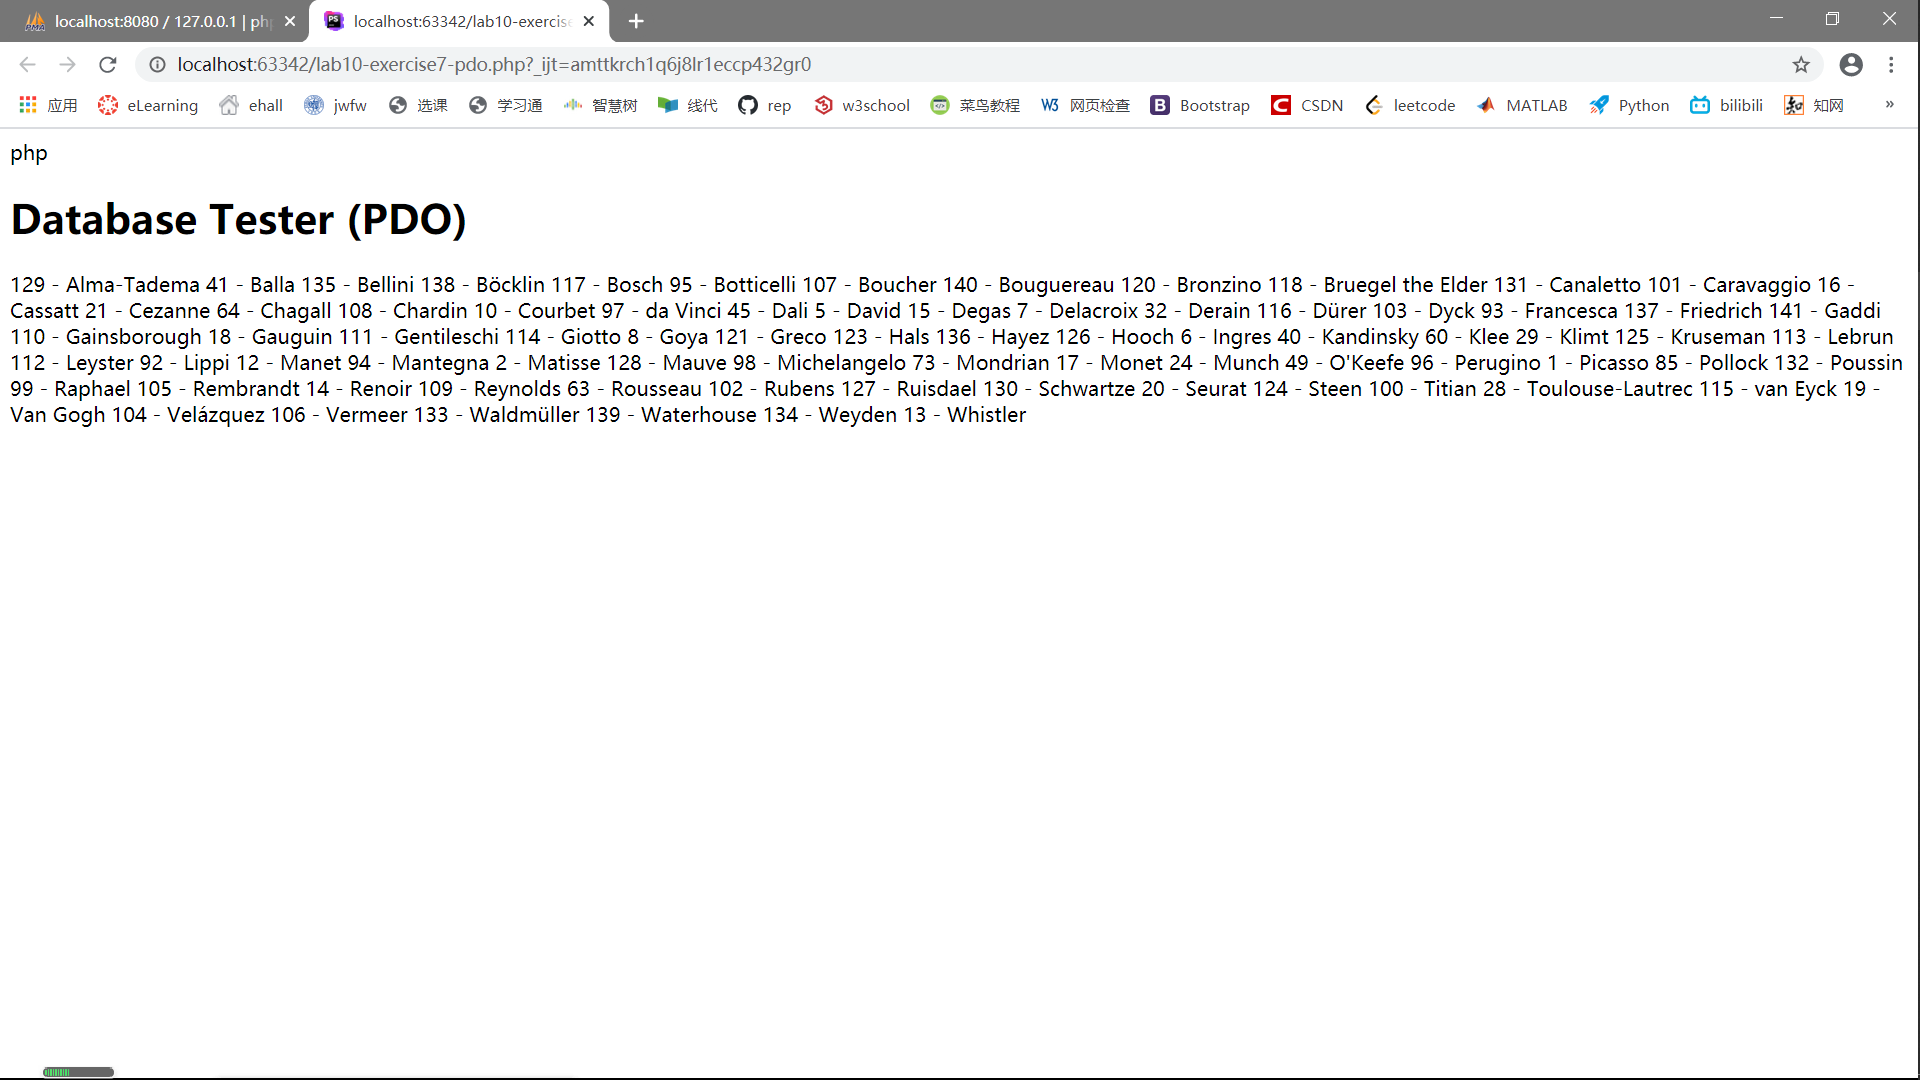 localhost:8080 / 127.0.0.1 | php
localhost:63342/lab10-exercise
localhost:63342/lab10-exercise7-pdo.php?_ijt=amttkrch1q6j8lr1eccp432gr0
应用 eLearning ehall jwfw 选课 学习通 智慧树 线代 rep w3school 菜鸟教程 网页检查 Bootstrap CSDN leetcode MATLAB Python bilibili 知网 »
php
Database Tester (PDO)
129 - Alma-Tadema 41 - Balla 135 - Bellini 138 - Böcklin 117 - Bosch 95 - Botticelli 107 - Boucher 140 - Bouguereau 120 - Bronzino 118 - Bruegel the Elder 131 - Canaletto 101 - Caravaggio 16 -
Cassatt 21 - Cezanne 64 - Chagall 108 - Chardin 10 - Courbet 97 - da Vinci 45 - Dali 5 - David 15 - Degas 7 - Delacroix 32 - Derain 116 - Dürer 103 - Dyck 93 - Francesca 137 - Friedrich 141 - Gaddi
110 - Gainsborough 18 - Gauguin 111 - Gentileschi 114 - Giotto 8 - Goya 121 - Greco 123 - Hals 136 - Hayez 126 - Hooch 6 - Ingres 40 - Kandinsky 60 - Klee 29 - Klimt 125 - Kruseman 113 - Lebrun
112 - Leyster 92 - Lippi 12 - Manet 94 - Mantegna 2 - Matisse 128 - Mauve 98 - Michelangelo 73 - Mondrian 17 - Monet 24 - Munch 49 - O'Keefe 96 - Perugino 1 - Picasso 85 - Pollock 132 - Poussin
99 - Raphael 105 - Rembrandt 14 - Renoir 109 - Reynolds 63 - Rousseau 102 - Rubens 127 - Ruisdael 130 - Schwartze 20 - Seurat 124 - Steen 100 - Titian 28 - Toulouse-Lautrec 115 - van Eyck 19 -
Van Gogh 104 - Velázquez 106 - Vermeer 133 - Waldmüller 139 - Waterhouse 134 - Weyden 13 - Whistler